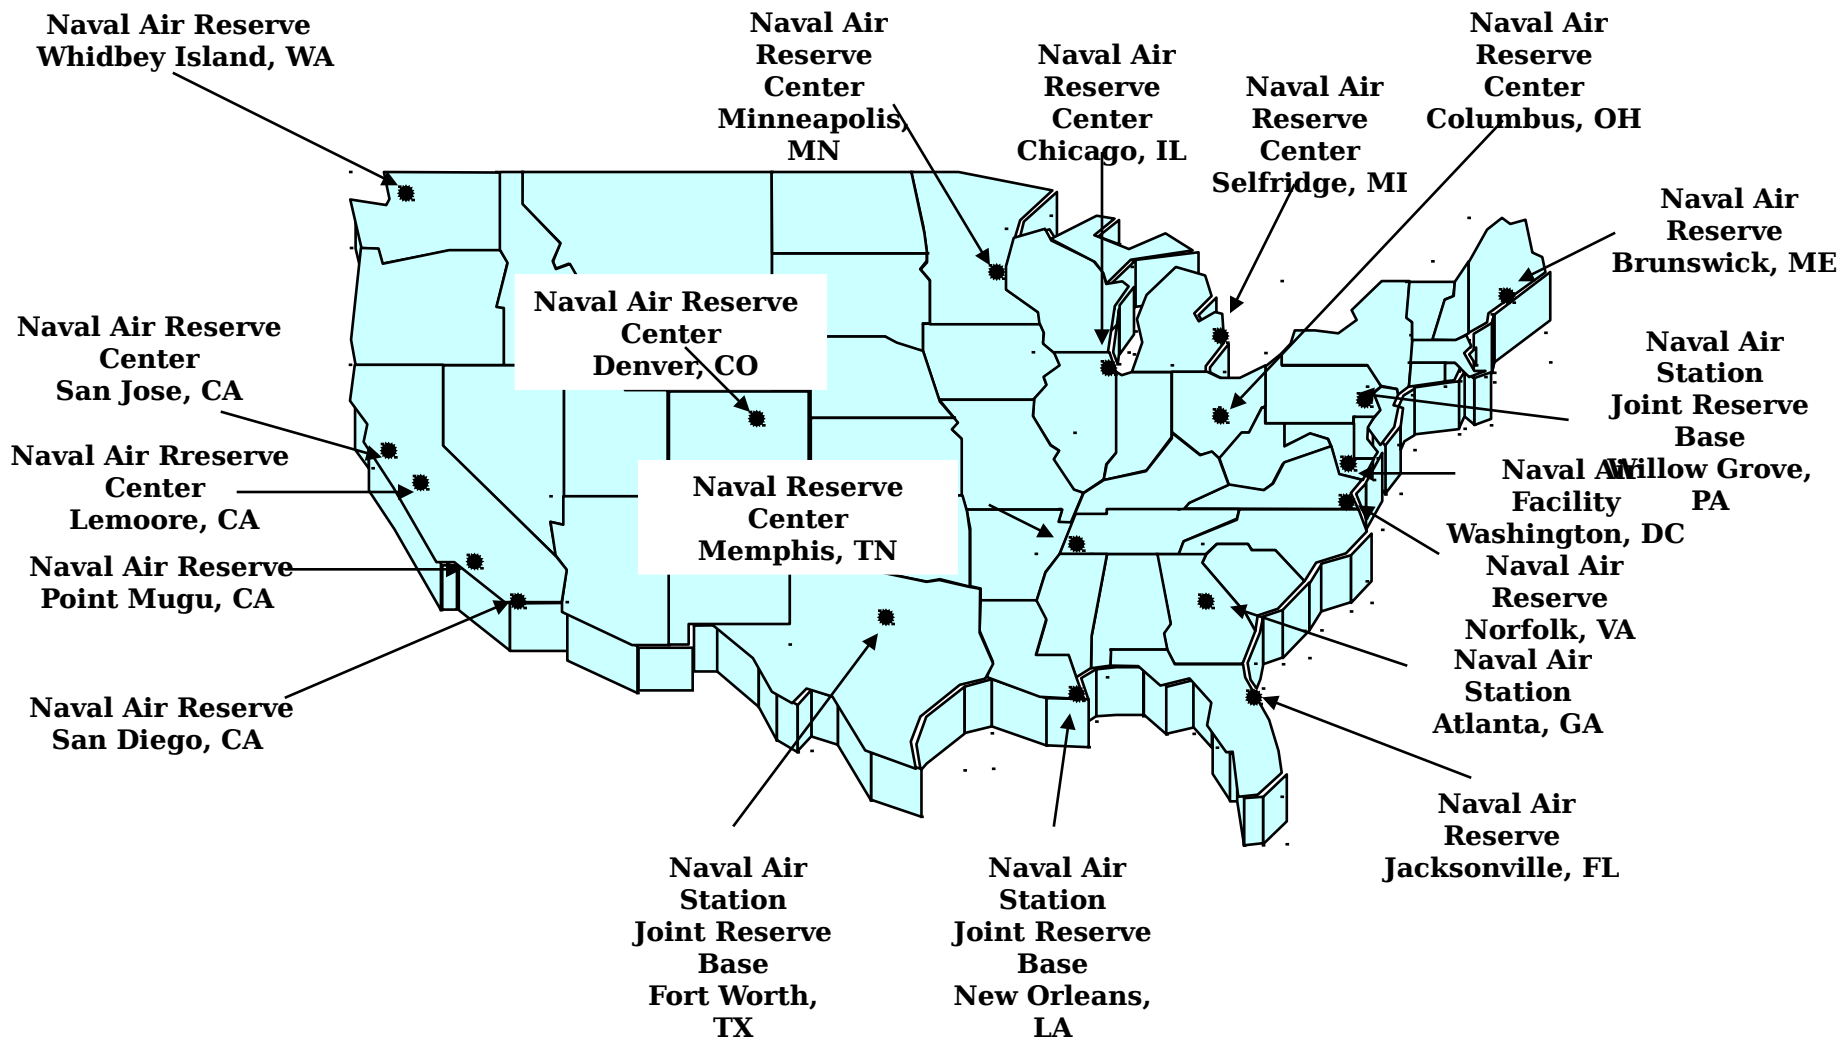 Naval Air Reserve
Whidbey Island, WA
Naval Air
Reserve
Center
Minneapolis,
MN
Naval Air
Reserve
Center
Chicago, IL
Naval Air
Reserve
Center
Selfridge, MI
Naval Air
Reserve
Center
Columbus, OH
Naval Air
Reserve
Brunswick, ME
Naval Air Reserve
Center
Denver, CO
Naval Air Reserve
Center
San Jose, CA
Naval Air
Station
Joint Reserve
Base
Willow Grove,
PA
Naval Air Rreserve
Center
Lemoore, CA
Naval Reserve
Center
Memphis, TN
Naval Air
Facility
Washington, DC
Naval Air Reserve
Point Mugu, CA
Naval Air
Reserve
Norfolk, VA
Naval Air
Station
Atlanta, GA
Naval Air Reserve
San Diego, CA
Naval Air
Reserve
Jacksonville, FL
Naval Air
Station
Joint Reserve
Base
Fort Worth,
TX
Naval Air
Station
Joint Reserve
Base
New Orleans,
LA